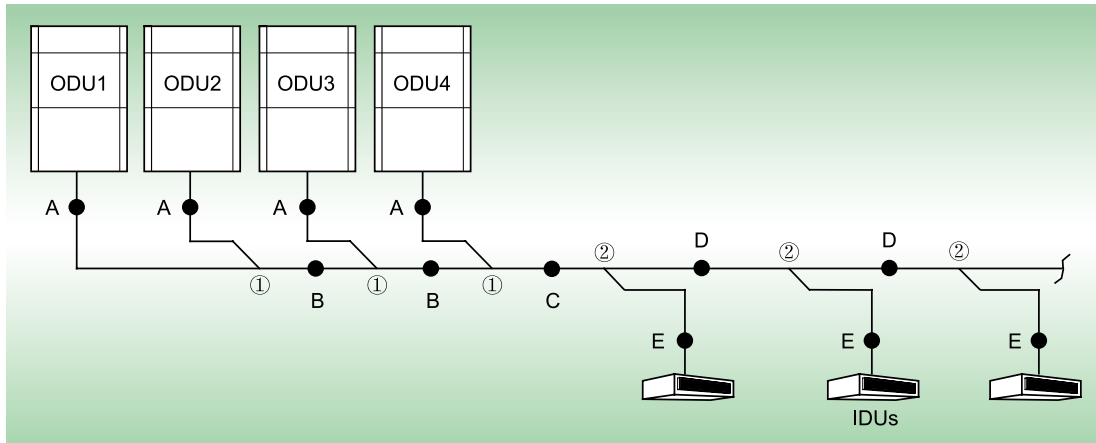 ODU1 ODU2 ODU3 ODU4
A A A A
② D ② D ②
① B ① B ① C
E E E
IDUs